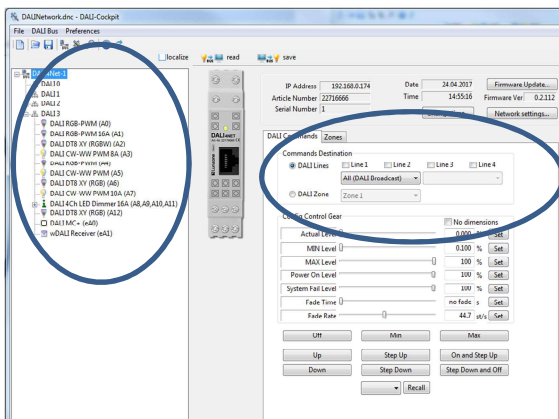 DALINetwork.dnc - DALI-Cockpit
File DALI Bus Preferences
localize read save
DALI4Net-1
DALI0
DALI1
DALI2
DALI3
DALI RGB-PWM (A0)
DALI RGB-PWM 16A (A1)
DALI DT8 XY (RGBW) (A2)
DALI CW-WW PWM 8A (A3)
DALI RGB-PWM (A4)
DALI CW-WW PWM (A5)
DALI DT8 XY (RGB) (A6)
DALI CW-WW PWM 10A (A7)
DALI 4Ch LED Dimmer 16A (A8,A9,A10,A11)
DALI DT8 XY (RGB) (A12)
DALI MC+ (eA0)
wDALI Receiver (eA1)
DALI4NET
LUNATONE
IP Address 192.168.0.174
Date 24.04.2017
Firmware Update...
Article Number 22716666
Time 14:55:16
Firmware Ver 0.2.112
Serial Number 1
Network settings...
DALI Commands Zones
Commands Destination
DALI Lines Line 1 Line 2 Line 3 Line 4
All (DALI Broadcast)
DALI Zone Zone 1
Config Control Gear
No dimensions
Actual Level 0.000 % Set
MIN Level 0.100 % Set
MAX Level 100 % Set
Power On Level 100 % Set
System Fail Level 100 % Set
Fade Time no fade s Set
Fade Rate 44.7 st/s Set
Off Min Max
Up Step Up On and Step Up
Down Step Down Step Down and Off
Recall